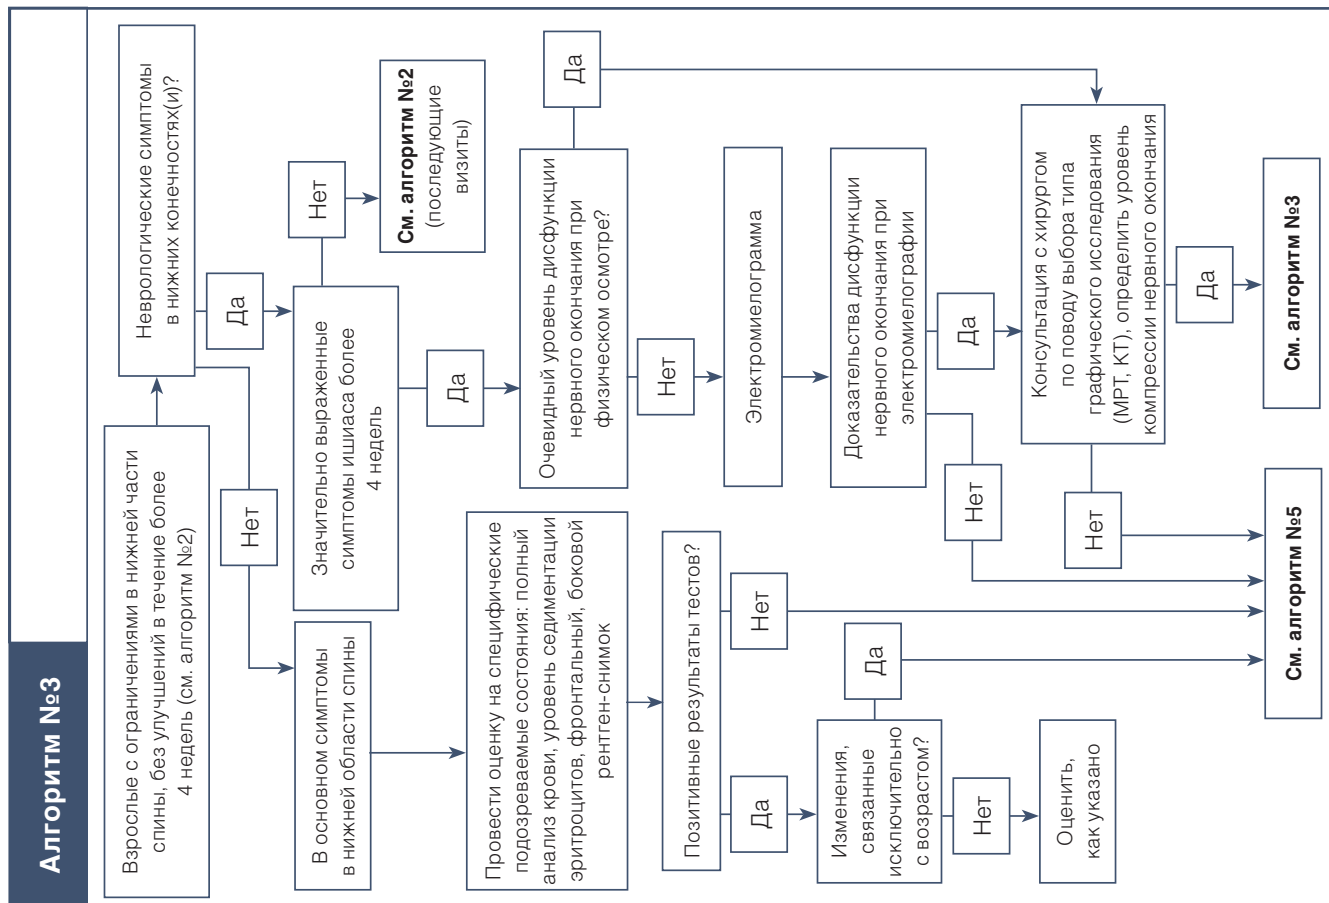 Алгоритм №3
Взрослые с ограничениями в нижней части
спины, без улучшений в течение более
4 недель (см. алгоритм №2)
Неврологические симптомы
в нижних конечностях(и)?
Нет
Да
В основном симптомы
в нижней области спины
Значительно выраженные
симптомы ишиаса более
4 недель
Нет
См. алгоритм №2
(последующие
визиты)
Да
Провести оценку на специфические
подозреваемые состояния: полный
анализ крови, уровень седиментации
эритроцитов, фронтальный, боковой
рентген-снимок
Очевидный уровень дисфункции
нервного окончания при
физическом осмотре?
Да
Нет
Позитивные результаты тестов?
Электромиелограмма
Да
Нет
Изменения,
связанные
исключительно
с возрастом?
Да
Доказательства дисфункции
нервного окончания при
электромиелографии
Нет
Да
Нет
Оценить,
как указано
Консультация с хирургом
по поводу выбора типа
графического исследования
(МРТ, КТ), определить уровень
компрессии нервного окончания
Нет
Да
См. алгоритм №5
См. алгоритм №3